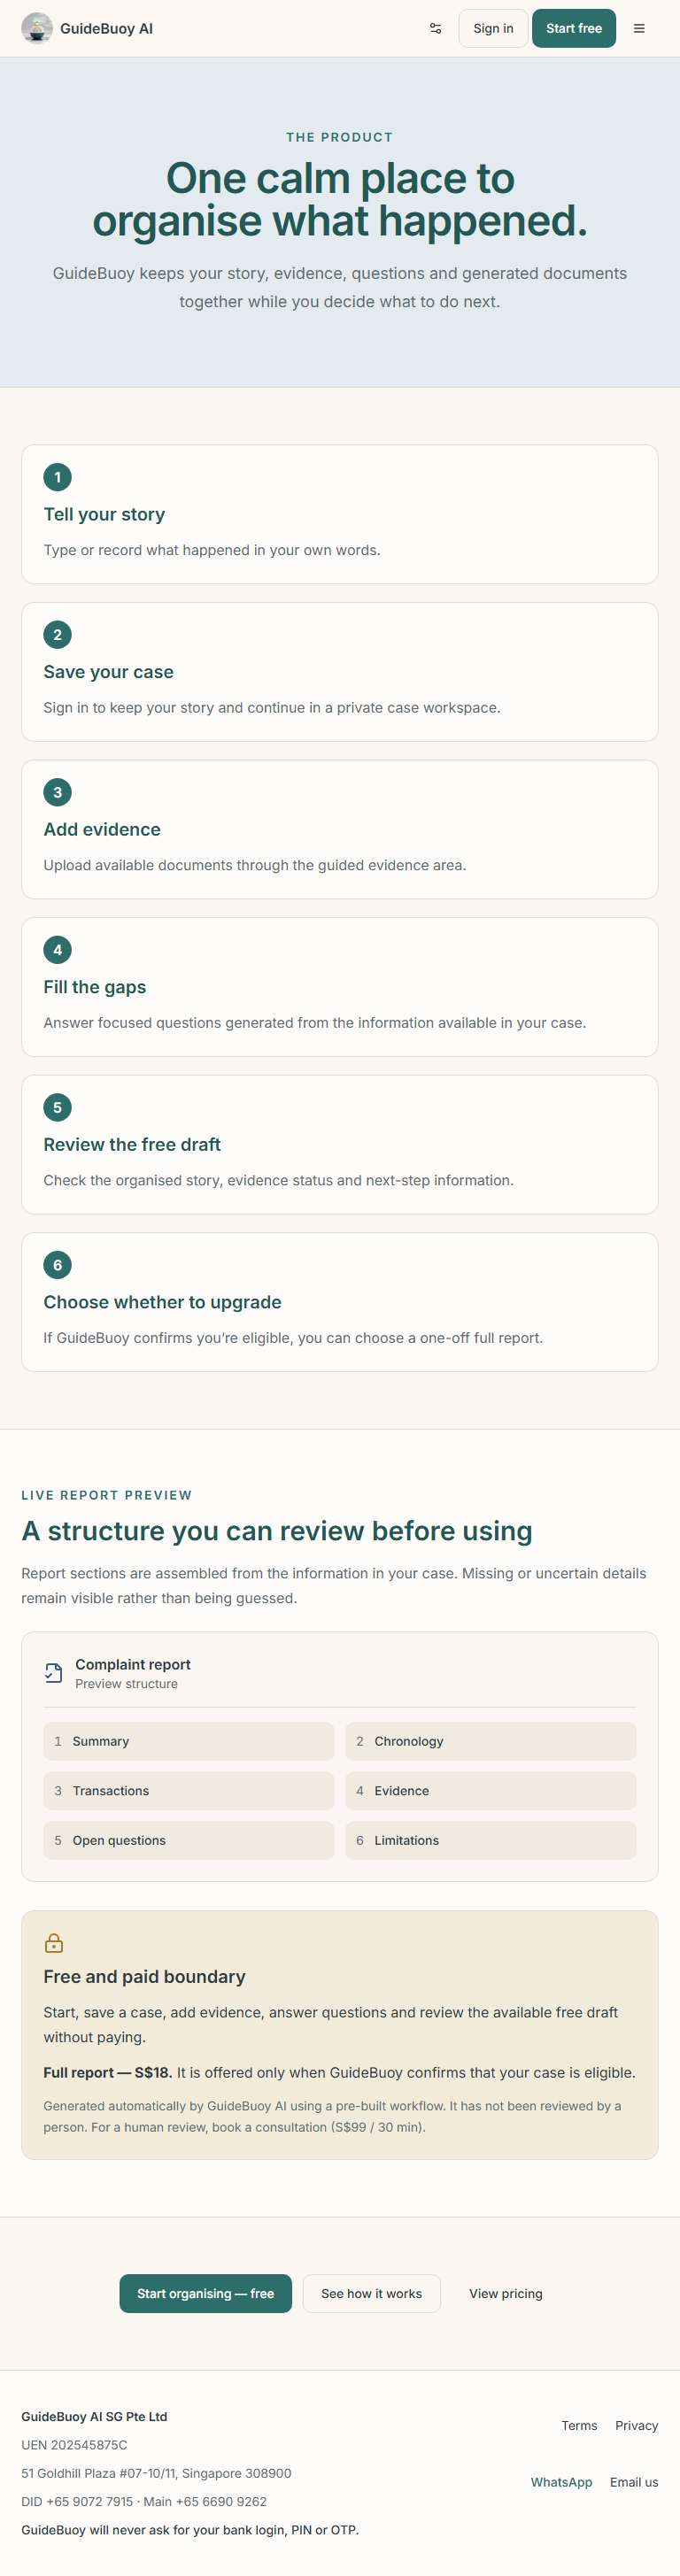 GuideBuoy AI
Sign in
Start free
THE PRODUCT
One calm place to
organise what happened.
GuideBuoy keeps your story, evidence, questions and generated documents
together while you decide what to do next.
1
Tell your story
Type or record what happened in your own words.
2
Save your case
Sign in to keep your story and continue in a private case workspace.
3
Add evidence
Upload available documents through the guided evidence area.
4
Fill the gaps
Answer focused questions generated from the information available in your case.
5
Review the free draft
Check the organised story, evidence status and next-step information.
6
Choose whether to upgrade
If GuideBuoy confirms you’re eligible, you can choose a one-off full report.
LIVE REPORT PREVIEW
A structure you can review before using
Report sections are assembled from the information in your case. Missing or uncertain details
remain visible rather than being guessed.
Complaint report
Preview structure
1 Summary
2 Chronology
3 Transactions
4 Evidence
5 Open questions
6 Limitations
Free and paid boundary
Start, save a case, add evidence, answer questions and review the available free draft
without paying.
Full report — S$18. It is offered only when GuideBuoy confirms that your case is eligible.
Generated automatically by GuideBuoy AI using a pre-built workflow. It has not been reviewed by a
person. For a human review, book a consultation (S$99 / 30 min).
Start organising — free
See how it works
View pricing
GuideBuoy AI SG Pte Ltd
UEN 202545875C
51 Goldhill Plaza #07-10/11, Singapore 308900
DID +65 9072 7915 · Main +65 6690 9262
GuideBuoy will never ask for your bank login, PIN or OTP.
Terms
Privacy
WhatsApp
Email us